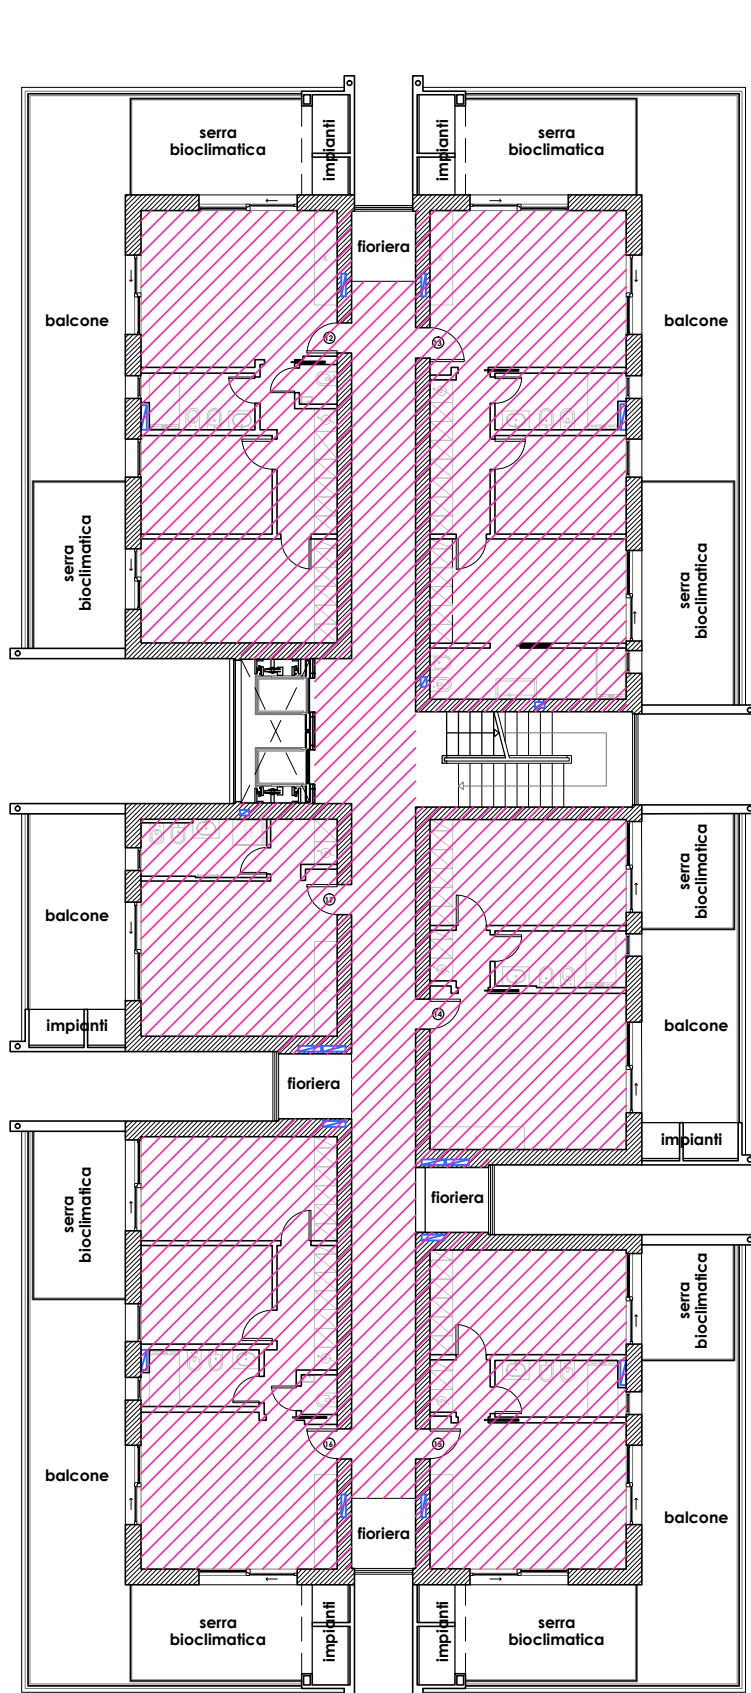 serra
bioclimatica
impianti
impianti
serra
bioclimatica
fioriera
balcone
balcone
12
13
serra
bioclimatica
serra
bioclimatica
serra
bioclimatica
17
balcone
14
impianti
balcone
fioriera
impianti
serra
bioclimatica
fioriera
serra
bioclimatica
16
15
balcone
balcone
fioriera
serra
bioclimatica
impianti
impianti
serra
bioclimatica